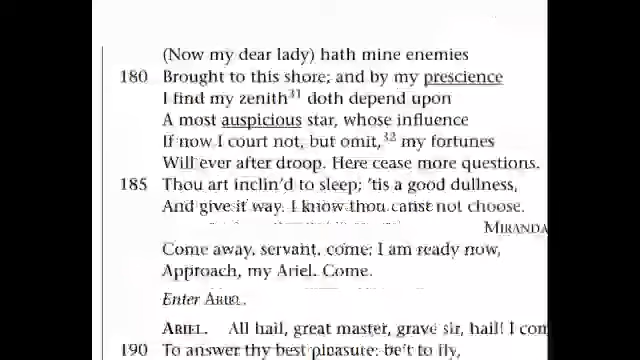 (Now my dear lady) hath mine enemies
180 Brought to this shore; and by my prescience
I find my zenith31 doth depend upon
A most auspicious star, whose influence
If now I court not, but omit,32 my fortunes
Will ever after droop. Here cease more questions.
185 Thou art inclin'd to sleep; 'tis a good dullness,
And give it way. I know thou canst not choose.
MIRANDA
Come away, servant, come; I am ready now,
Approach, my Ariel. Come.
Enter ARIEL.
ARIEL. All hail, great master, grave sir, hail! I com
190 To answer thy best pleasure; be't to fly,